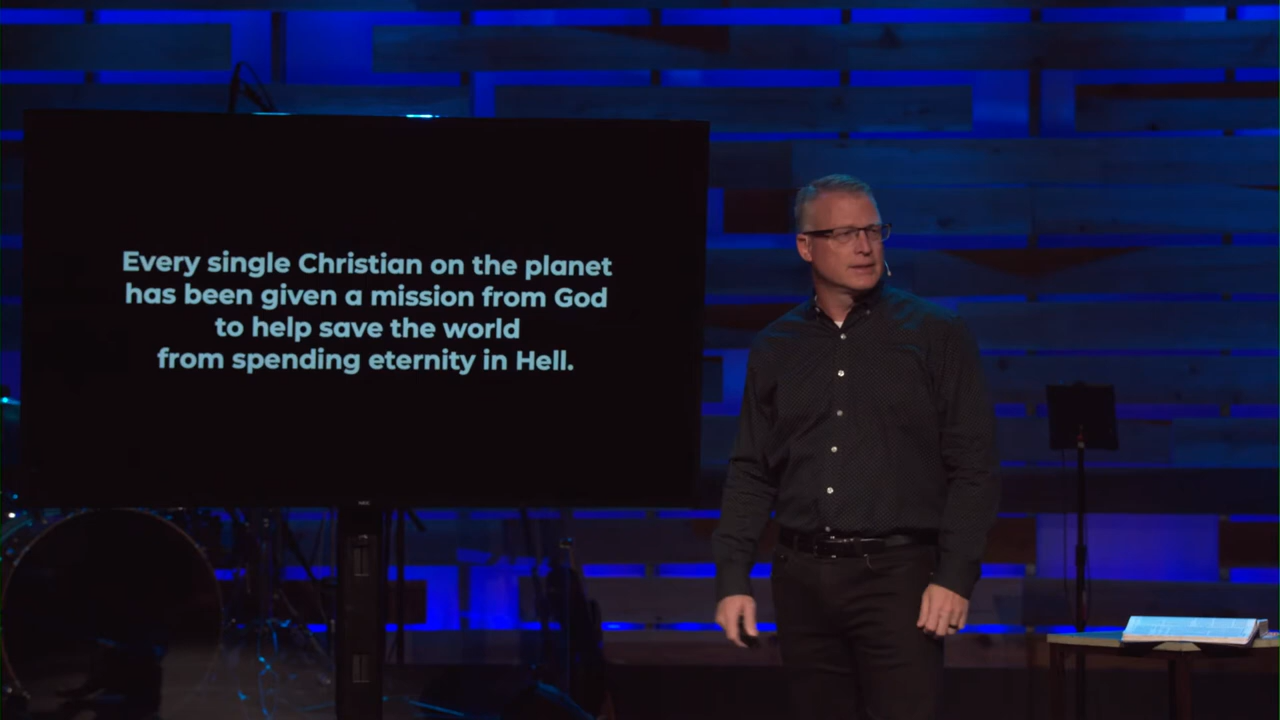 Every single Christian on the planet
has been given a mission from God
to help save the world
from spending eternity in Hell.